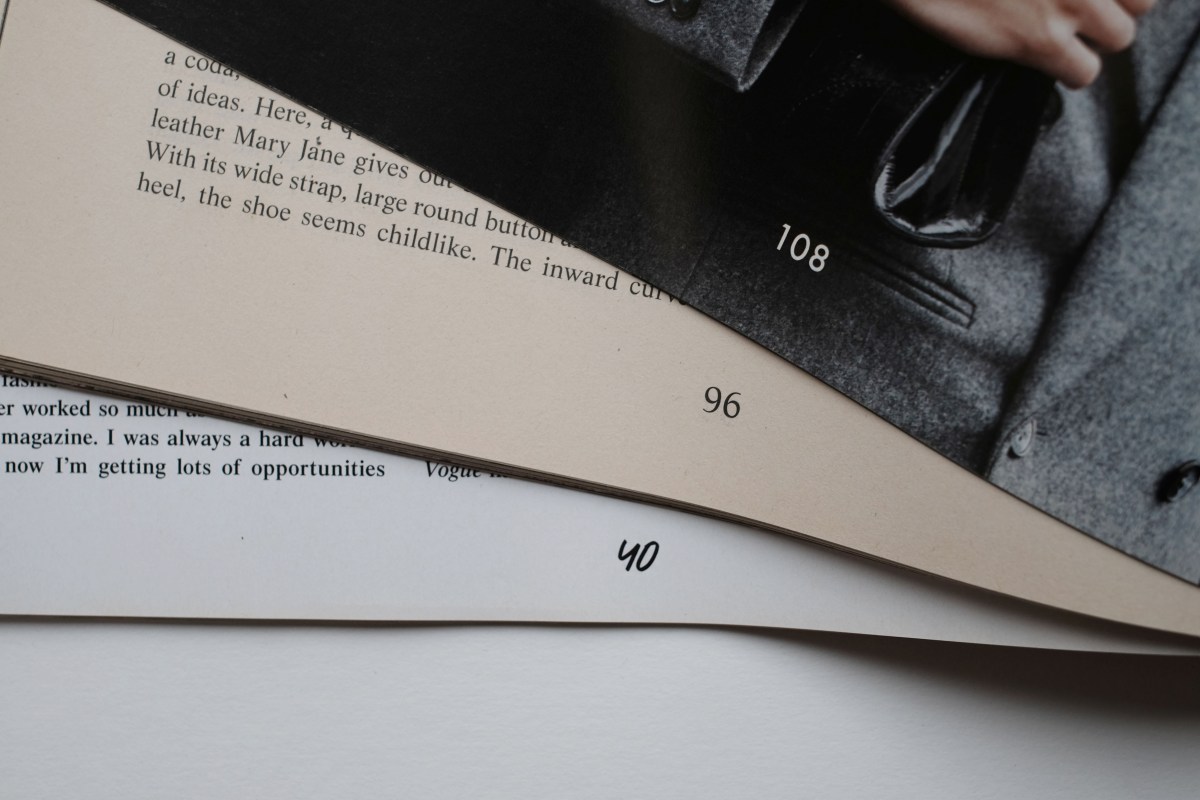 a coda,
of ideas. Here, a
leather Mary Jane gives out
With its wide strap, large round button
heel, the shoe seems childlike. The inward
108
96
er worked so much
magazine. I was always a hard
now I'm getting lots of opportunities
Vogue
40